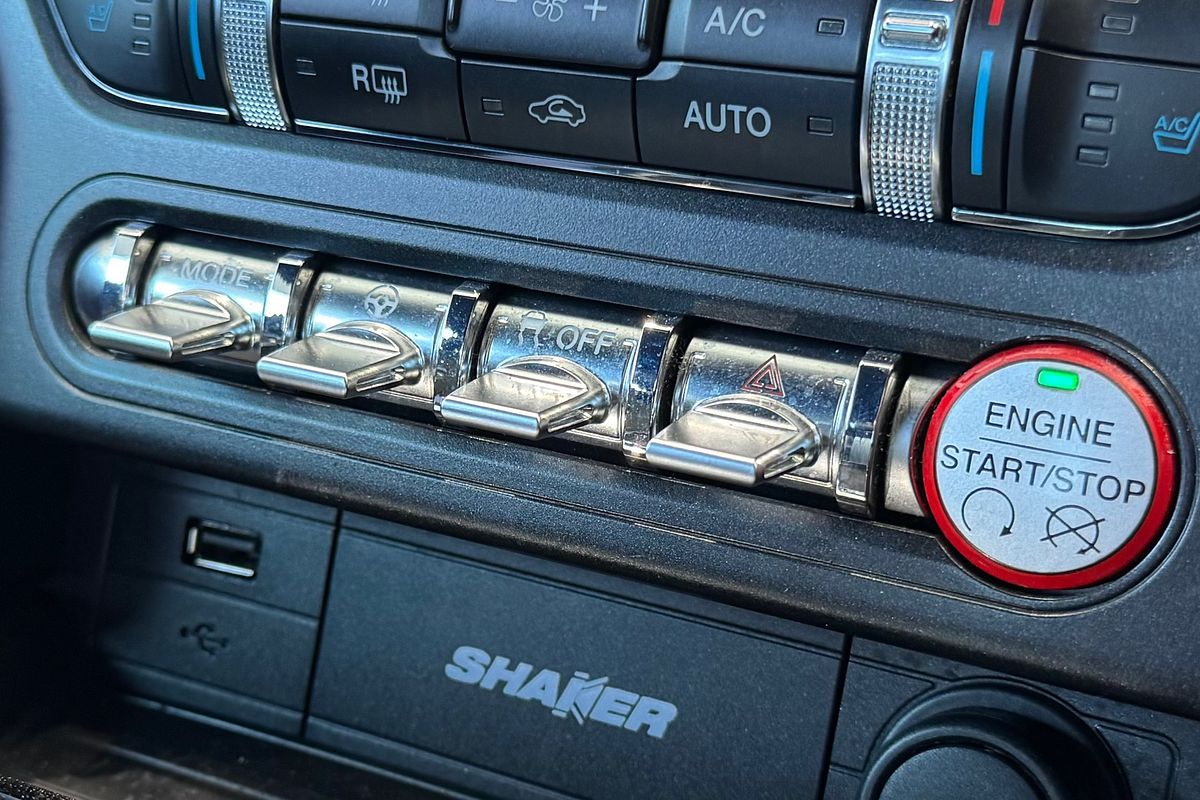 A/C
R
AUTO
A/C
MODE
OFF
ENGINE
START/STOP
SHAKER